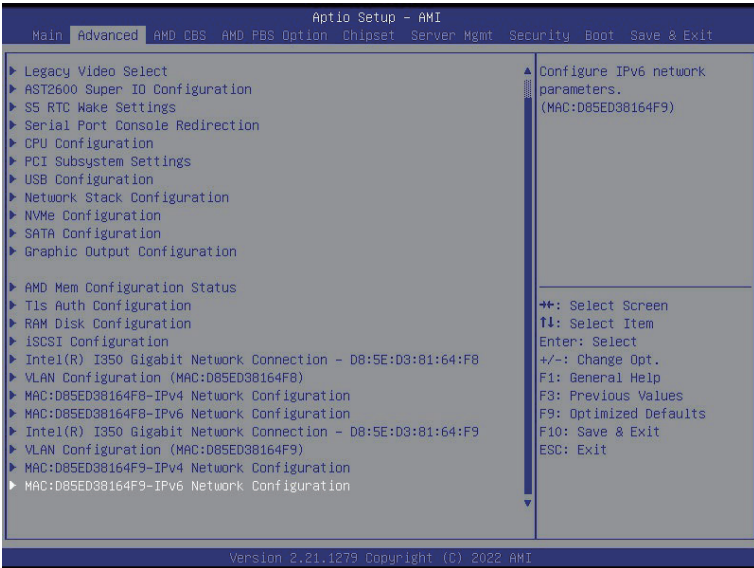 Aptio Setup – AMI
Main Advanced AMD CBS AMD PBS Option Chipset Server Mgmt Security Boot Save & Exit
Legacy Video Select
AST2600 Super IO Configuration
S5 RTC Wake Settings
Serial Port Console Redirection
CPU Configuration
PCI Subsystem Settings
USB Configuration
Network Stack Configuration
NVMe Configuration
SATA Configuration
Graphic Output Configuration
AMD Mem Configuration Status
Tls Auth Configuration
RAM Disk Configuration
iSCSI Configuration
Intel(R) I350 Gigabit Network Connection – D8:5E:D3:81:64:F8
VLAN Configuration (MAC:D85ED38164F8)
MAC:D85ED38164F8-IPv4 Network Configuration
MAC:D85ED38164F8-IPv6 Network Configuration
Intel(R) I350 Gigabit Network Connection – D8:5E:D3:81:64:F9
VLAN Configuration (MAC:D85ED38164F9)
MAC:D85ED38164F9-IPv4 Network Configuration
MAC:D85ED38164F9-IPv6 Network Configuration
Configure IPv6 network
parameters.
(MAC:D85ED38164F9)
→←: Select Screen
↑↓: Select Item
Enter: Select
+/-: Change Opt.
F1: General Help
F3: Previous Values
F9: Optimized Defaults
F10: Save & Exit
ESC: Exit
Version 2.21.1279 Copyright (C) 2022 AMI